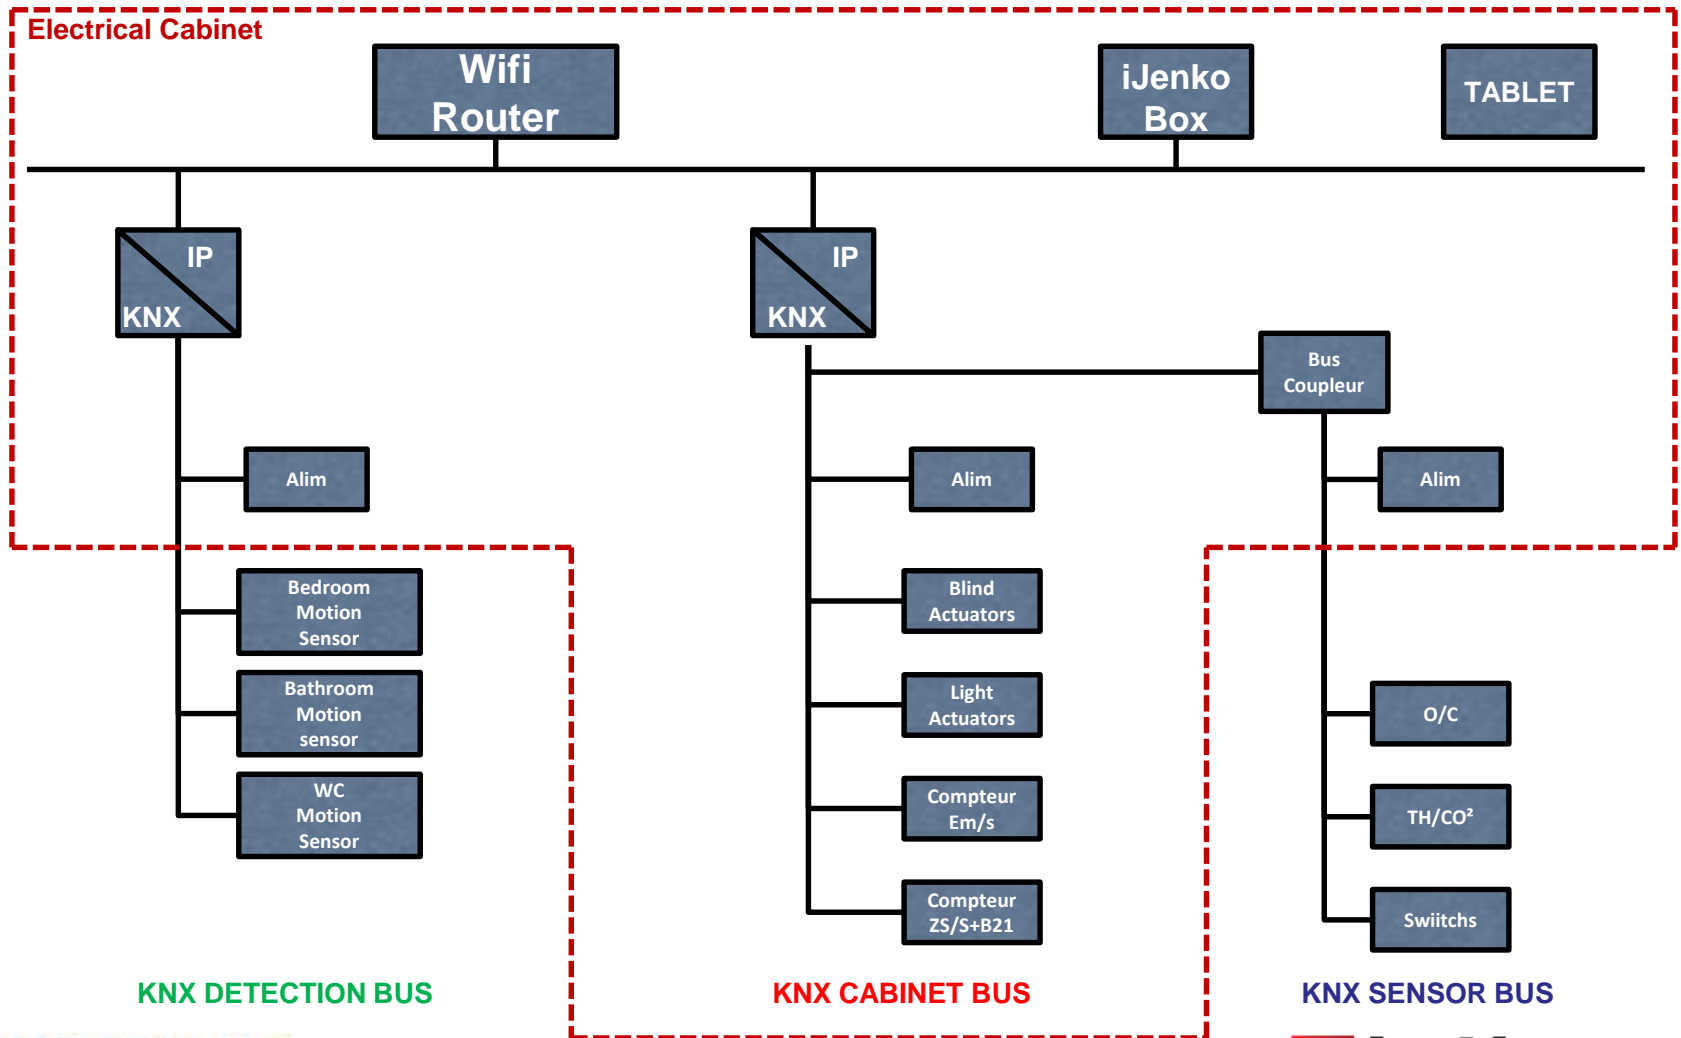 Electrical Cabinet
Wifi
Router
iJenko
Box
TABLET
IP
KNX
IP
KNX
Bus
Coupleur
Alim
Alim
Alim
Bedroom
Motion
Sensor
Bathroom
Motion
sensor
WC
Motion
Sensor
Blind
Actuators
Light
Actuators
Compteur
Em/s
Compteur
ZS/S+B21
O/C
TH/CO²
Swiitchs
KNX DETECTION BUS
KNX CABINET BUS
KNX SENSOR BUS